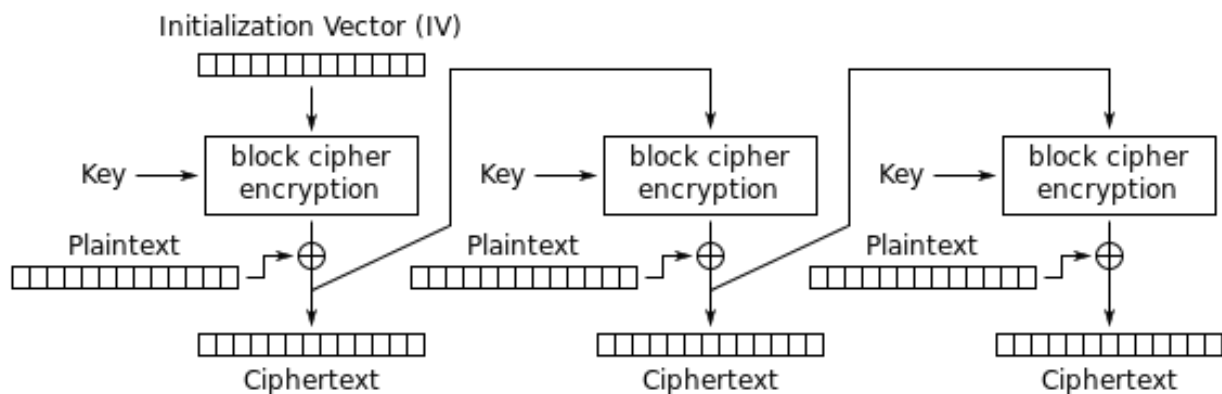 Initialization Vector (IV)
Key
block cipher
encryption
Key
block cipher
encryption
Key
block cipher
encryption
Plaintext
Plaintext
Plaintext
Ciphertext
Ciphertext
Ciphertext